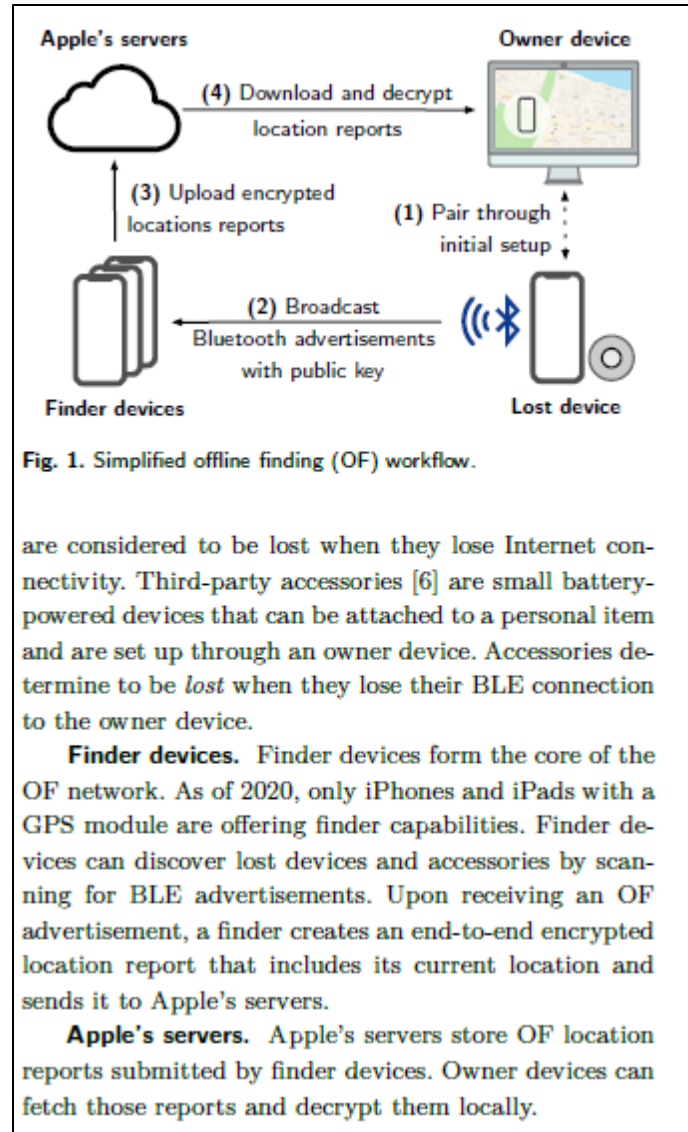 Apple's servers
Owner device
(4) Download and decrypt
location reports
(3) Upload encrypted
locations reports
(1) Pair through
initial setup
(2) Broadcast
Bluetooth advertisements
with public key
Finder devices
Lost device
Fig. 1. Simplified offline finding (OF) workflow.
are considered to be lost when they lose Internet con-
nectivity. Third-party accessories [6] are small battery-
powered devices that can be attached to a personal item
and are set up through an owner device. Accessories de-
termine to be lost when they lose their BLE connection
to the owner device.
Finder devices. Finder devices form the core of the
OF network. As of 2020, only iPhones and iPads with a
GPS module are offering finder capabilities. Finder de-
vices can discover lost devices and accessories by scan-
ning for BLE advertisements. Upon receiving an OF
advertisement, a finder creates an end-to-end encrypted
location report that includes its current location and
sends it to Apple's servers.
Apple's servers. Apple's servers store OF location
reports submitted by finder devices. Owner devices can
fetch those reports and decrypt them locally.